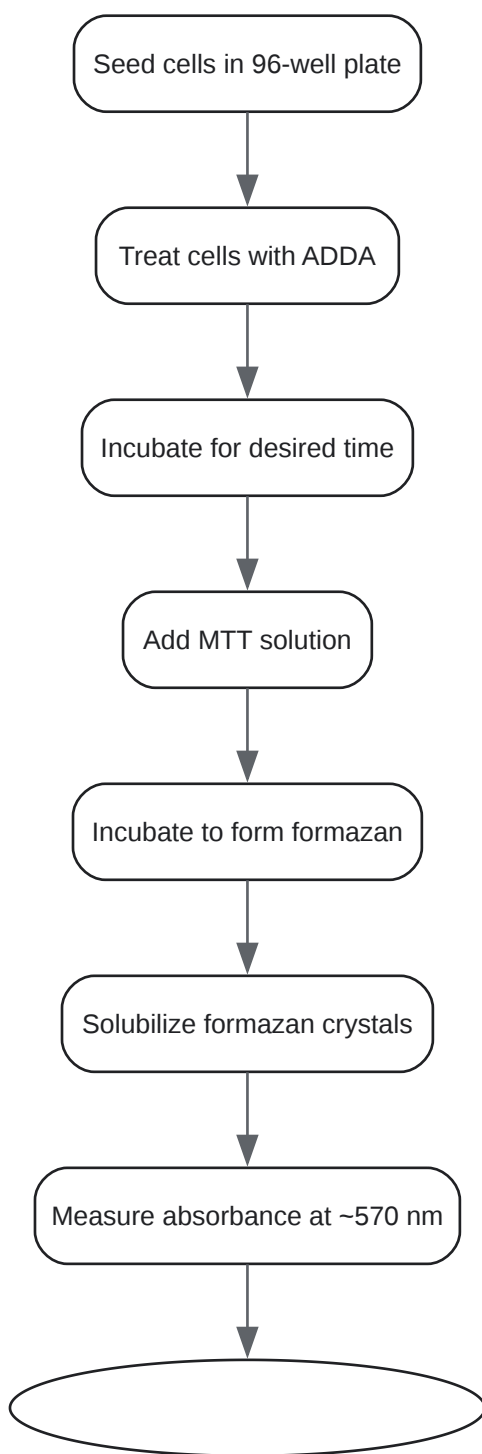 Seed cells in 96-well plate
Treat cells with ADDA
Incubate for desired time
Add MTT solution
Incubate to form formazan
Solubilize formazan crystals
Measure absorbance at ~570 nm